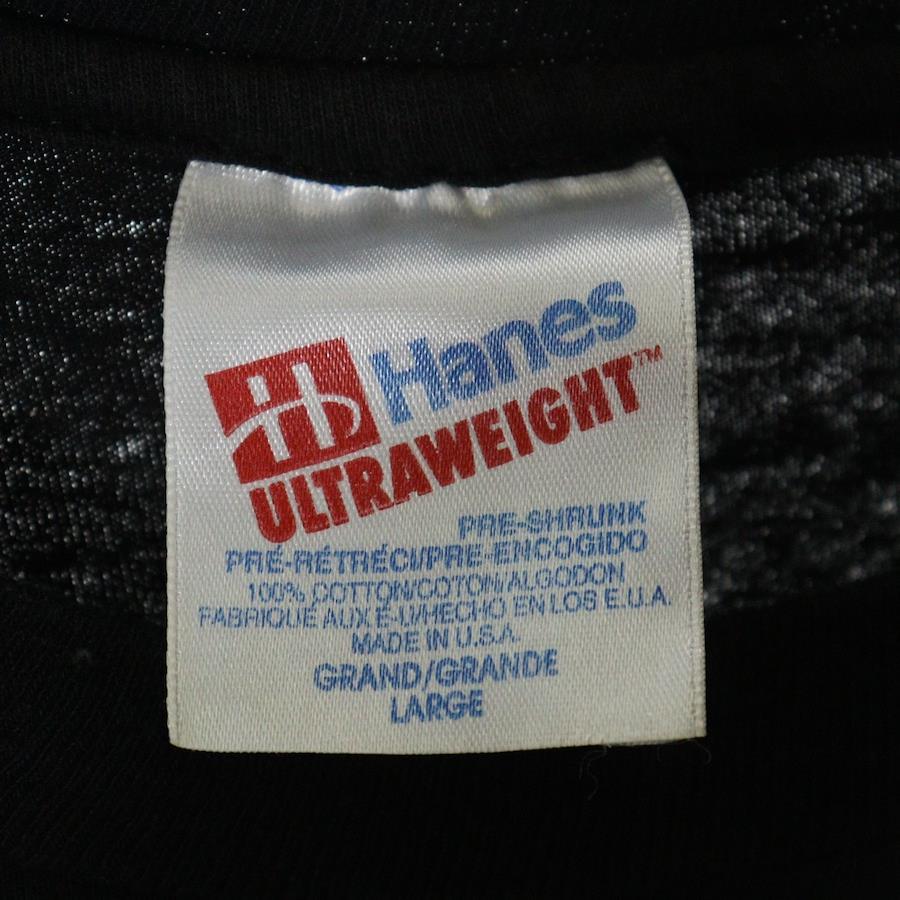 Hanes
ULTRAWEIGHT™
PRE-SHRUNK
PRÉ-RÉTRÉCI/PRE-ENCOGIDO
100% COTTON/COTON/ALGODON
FABRIQUÉ AUX É-U/HECHO EN LOS E.U.A.
MADE IN U.S.A.
GRAND/GRANDE
LARGE